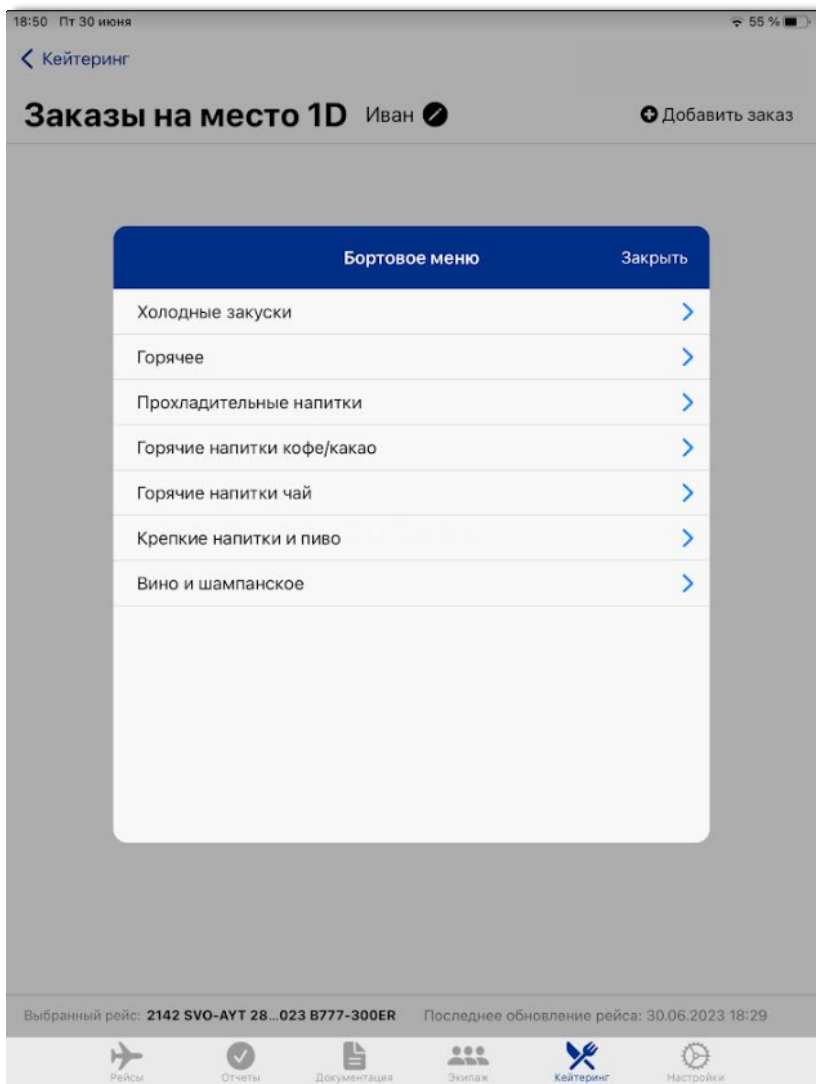 18:50 Пт 30 июня 55 %
Кейтеринг
Заказы на место 1D Иван Добавить заказ
Бортовое меню Закрыть
Холодные закуски
Горячее
Прохладительные напитки
Горячие напитки кофе/какао
Горячие напитки чай
Крепкие напитки и пиво
Вино и шампанское
Выбранный рейс: 2142 SVO-AYT 28...023 B777-300ER Последнее обновление рейса: 30.06.2023 18:29
Рейсы Отчеты Документация Экипаж Кейтеринг Настройки